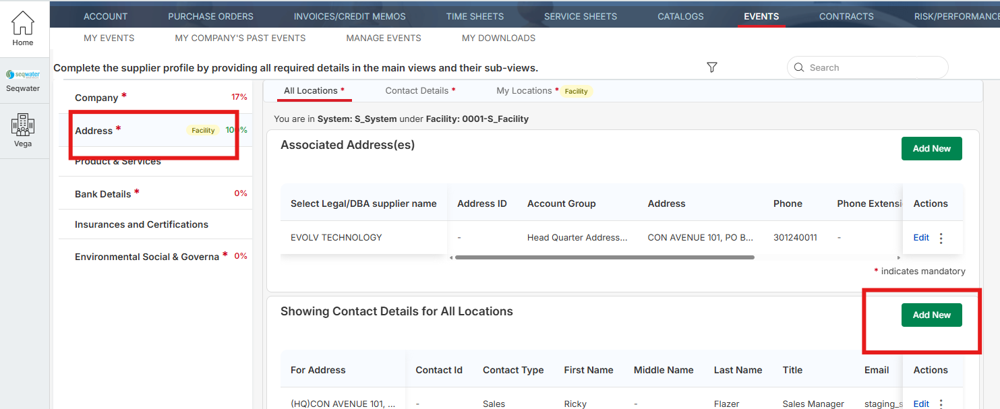 ACCOUNT PURCHASE ORDERS INVOICES/CREDIT MEMOS TIME SHEETS SERVICE SHEETS CATALOGS EVENTS CONTRACTS RISK/PERFORMANCE
Home
MY EVENTS MY COMPANY'S PAST EVENTS MANAGE EVENTS MY DOWNLOADS
Complete the supplier profile by providing all required details in the main views and their sub-views.
Search
seqwater
Seqwater
Vega
Company * 17%
Address * Facility 100%
Product & Services
Bank Details * 0%
Insurances and Certifications
Environmental Social & Governa * 0%
All Locations * Contact Details * My Locations * Facility
You are in System: S_System under Facility: 0001-S_Facility
Associated Address(es)
Add New
Select Legal/DBA supplier name Address ID Account Group Address Phone Phone Extensi Actions
EVOLV TECHNOLOGY - Head Quarter Address... CON AVENUE 101, PO B... 301240011 - Edit
* indicates mandatory
Showing Contact Details for All Locations
Add New
For Address Contact Id Contact Type First Name Middle Name Last Name Title Email Actions
(HQ)CON AVENUE 101, ... - Sales Ricky - Flazer Sales Manager staging_s Edit